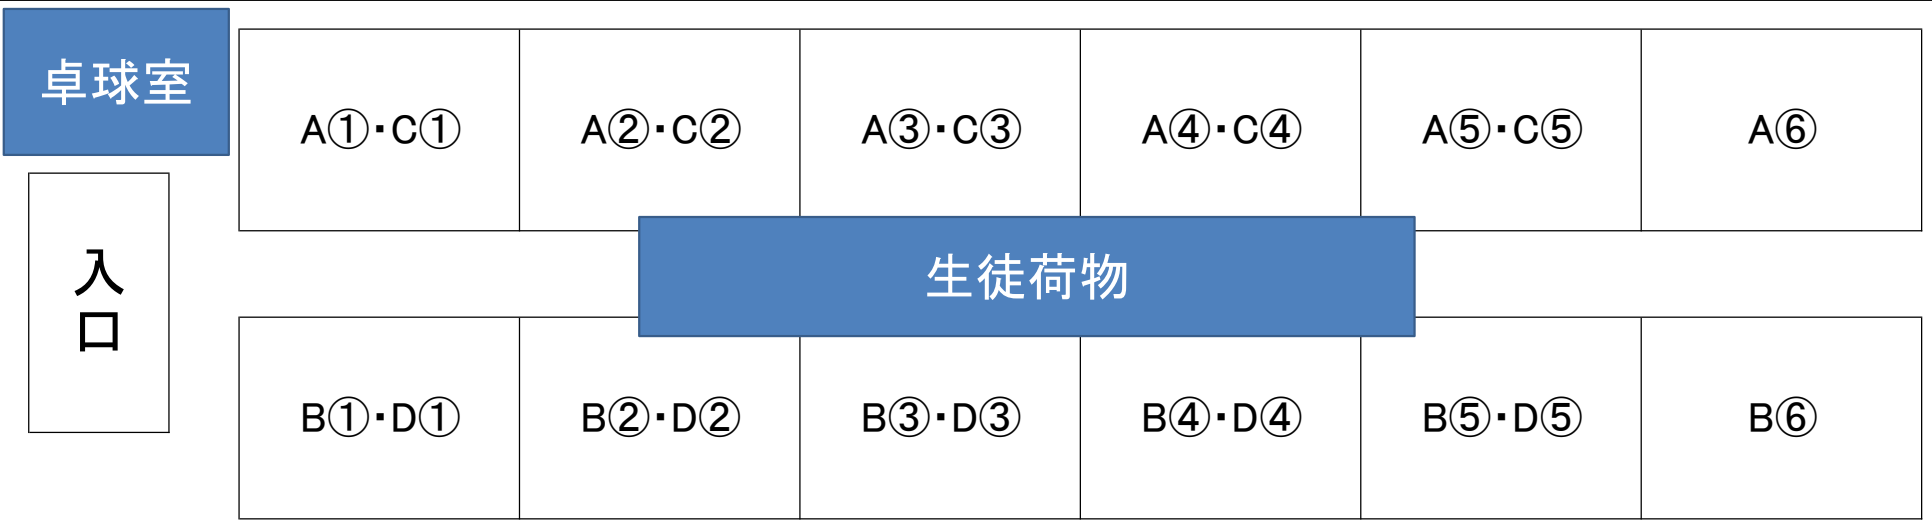 卓球室
A①・C①
A②・C②
A③・C③
A④・C④
A⑤・C⑤
A⑥
入口
生徒荷物
B①・D①
B②・D②
B③・D③
B④・D④
B⑤・D⑤
B⑥